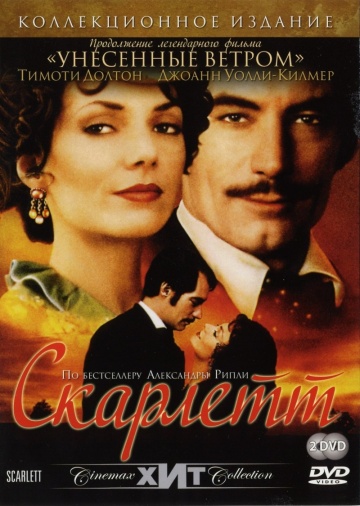 КОЛЛЕКЦИОННОЕ ИЗДАНИЕ
Продолжение легендарного фильма
"УНЕСЕННЫЕ ВЕТРОМ"
ТИМОТИ ДОЛТОН - ДЖОАНН УОЛЛИ-КИЛМЕР
ПО БЕСТСЕЛЛЕРУ АЛЕКСАНДРЫ РИПЛИ
Скарлетт
2 DVD
SCARLETT
Cinemax ХИТ Collection
DVD
VIDEO